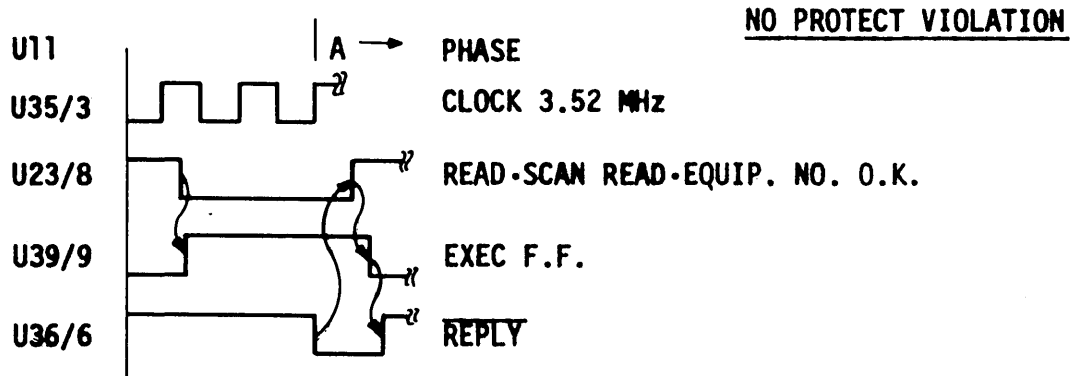 NO PROTECT VIOLATION
U11 A → PHASE
U35/3 CLOCK 3.52 MHz
U23/8 READ·SCAN READ·EQUIP. NO. O.K.
U39/9 EXEC F.F.
U36/6 REPLY